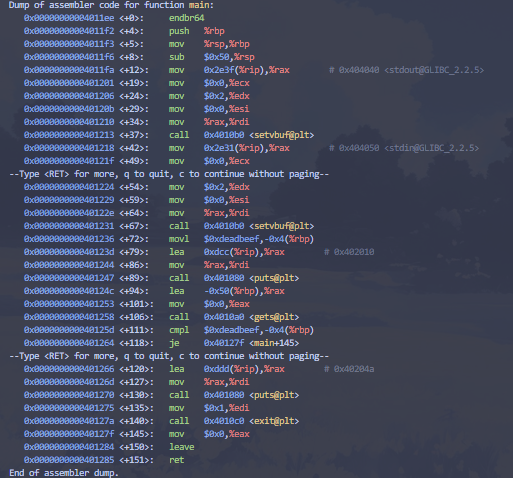 Dump of assembler code for function main:
0x00000000004011ee <+0>: endbr64
0x00000000004011f2 <+4>: push %rbp
0x00000000004011f3 <+5>: mov %rsp,%rbp
0x00000000004011f6 <+8>: sub $0x50,%rsp
0x00000000004011fa <+12>: mov 0x2e3f(%rip),%rax # 0x404040 <stdout@GLIBC_2.2.5>
0x0000000000401201 <+19>: mov $0x0,%ecx
0x0000000000401206 <+24>: mov $0x2,%edx
0x000000000040120b <+29>: mov $0x0,%esi
0x0000000000401210 <+34>: mov %rax,%rdi
0x0000000000401213 <+37>: call 0x4010b0 <setvbuf@plt>
0x0000000000401218 <+42>: mov 0x2e31(%rip),%rax # 0x404050 <stdin@GLIBC_2.2.5>
0x000000000040121f <+49>: mov $0x0,%ecx
--Type <RET> for more, q to quit, c to continue without paging--
0x0000000000401224 <+54>: mov $0x2,%edx
0x0000000000401229 <+59>: mov $0x0,%esi
0x000000000040122e <+64>: mov %rax,%rdi
0x0000000000401231 <+67>: call 0x4010b0 <setvbuf@plt>
0x0000000000401236 <+72>: movl $0xdeadbeef,-0x4(%rbp)
0x000000000040123d <+79>: lea 0xdcc(%rip),%rax # 0x402010
0x0000000000401244 <+86>: mov %rax,%rdi
0x0000000000401247 <+89>: call 0x401080 <puts@plt>
0x000000000040124c <+94>: lea -0x50(%rbp),%rax
0x0000000000401253 <+101>: mov $0x0,%eax
0x0000000000401258 <+106>: call 0x4010a0 <gets@plt>
0x000000000040125d <+111>: cmpl $0xdeadbeef,-0x4(%rbp)
0x0000000000401264 <+118>: je 0x40127f <main+145>
--Type <RET> for more, q to quit, c to continue without paging--
0x0000000000401266 <+120>: lea 0xddd(%rip),%rax # 0x40204a
0x000000000040126d <+127>: mov %rax,%rdi
0x0000000000401270 <+130>: call 0x401080 <puts@plt>
0x0000000000401275 <+135>: mov $0x1,%edi
0x000000000040127a <+140>: call 0x4010c0 <exit@plt>
0x000000000040127f <+145>: mov $0x0,%eax
0x0000000000401284 <+150>: leave
0x0000000000401285 <+151>: ret
End of assembler dump.